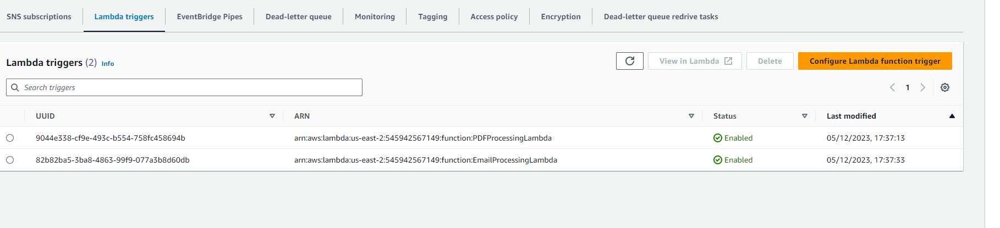 SNS subscriptions Lambda triggers EventBridge Pipes Dead-letter queue Monitoring Tagging Access policy Encryption Dead-letter queue redrive tasks
Lambda triggers (2) Info View in Lambda Delete Configure Lambda function trigger
Search triggers 1
UUID ARN Status Last modified
9044e338-cf9e-493c-b554-758fc458694b arn:aws:lambda:us-east-2:545942567149:function:PDFProcessingLambda Enabled 05/12/2023, 17:37:13
82b82ba5-3ba8-4863-99f9-077a3b8d60db arn:aws:lambda:us-east-2:545942567149:function:EmailProcessingLambda Enabled 05/12/2023, 17:37:33